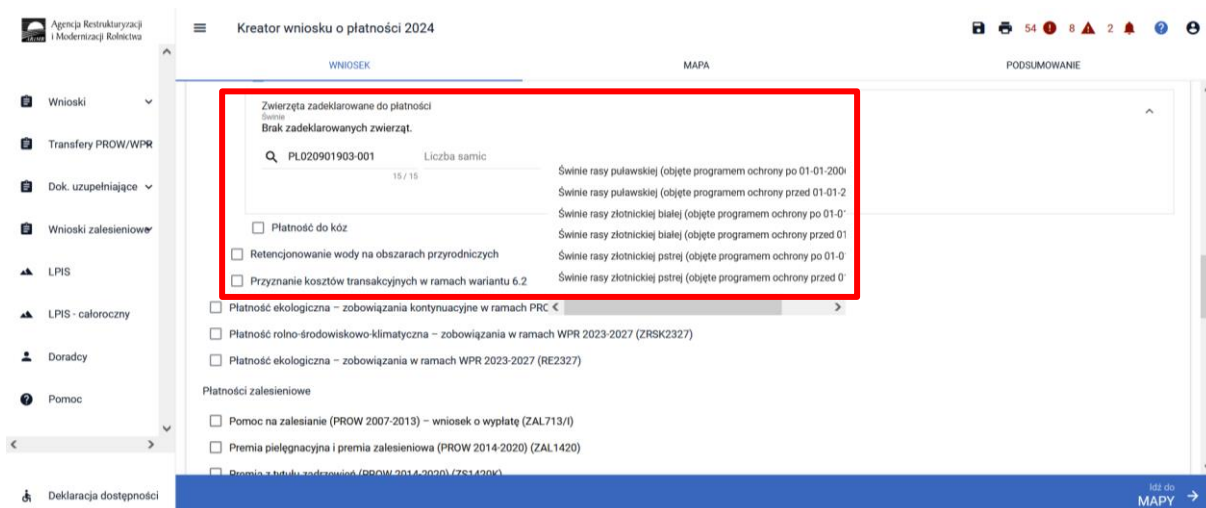 Agencja Restrukturyzacji
i Modernizacji Rolnictwa
Kreator wniosku o płatności 2024
54 8 2
WNIOSEK MAPA PODSUMOWANIE
Wnioski
Transfery PROW/WPR
Dok. uzupełniające
Wnioski zalesieniowe
LPIS
LPIS - całoroczny
Doradcy
Pomoc
Deklaracja dostępności
Zwierzęta zadeklarowane do płatności
Świnie
Brak zadeklarowanych zwierząt.
PL020901903-001 Liczba samic
15 / 15
Świnie rasy puławskiej (objęte programem ochrony po 01-01-200
Świnie rasy puławskiej (objęte programem ochrony przed 01-01-2
Świnie rasy złotnickiej białej (objęte programem ochrony po 01-0
Świnie rasy złotnickiej białej (objęte programem ochrony przed 01
Świnie rasy złotnickiej pstrej (objęte programem ochrony po 01-0
Świnie rasy złotnickiej pstrej (objęte programem ochrony przed 0
Płatność do kóz
Retencjonowanie wody na obszarach przyrodniczych
Przyznanie kosztów transakcyjnych w ramach wariantu 6.2
Płatność ekologiczna – zobowiązania kontynuacyjne w ramach PRO
Płatność rolno-środowiskowo-klimatyczna – zobowiązania w ramach WPR 2023-2027 (ZRSK2327)
Płatność ekologiczna – zobowiązania w ramach WPR 2023-2027 (RE2327)
Płatności zalesieniowe
Pomoc na zalesianie (PROW 2007-2013) – wniosek o wypłatę (ZAL713/I)
Premia pielęgnacyjna i premia zalesieniowa (PROW 2014-2020) (ZAL1420)
Premia z tytułu zadrzewień (PROW 2014-2020) (ZS1420K)
Idź do
MAPY